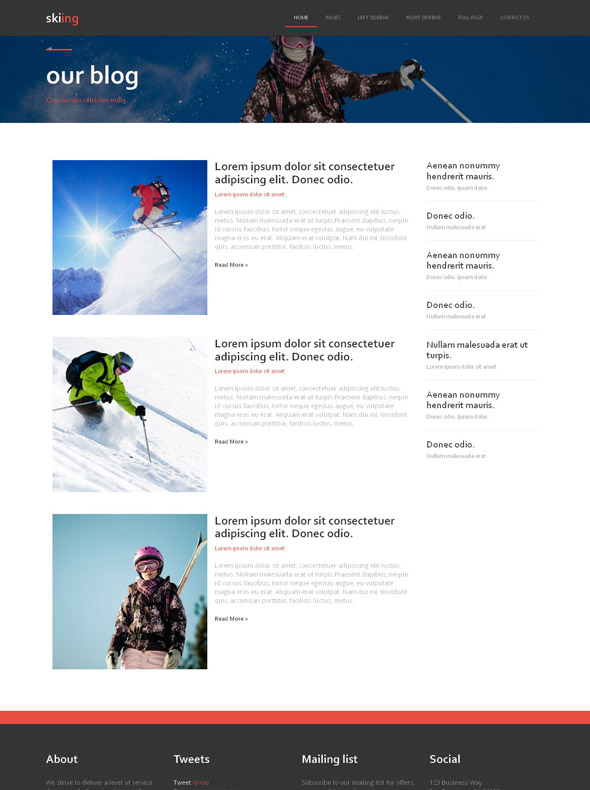 skiing
HOME PAGES LEFT SIDEBAR RIGHT SIDEBAR FULL PAGE CONTACT US
our blog
Cras iaculis ultricies nulla
Lorem ipsum dolor sit consectetuer
adipiscing elit. Donec odio.
Lorem ipsum dolor sit amet
Lorem ipsum dolor sit amet, consectetuer adipiscing elit luctus,
metus. Nullam malesuada erat ut turpis.Praesent dapibus, neque
id cursus faucibus, tortor neque egestas augue, eu vulputate
magna eros eu erat. Aliquam erat volutpat. Nam dui mi, tincidunt
quis, accumsan porttitor, facilisis luctus, metus.
Read More >
Lorem ipsum dolor sit consectetuer
adipiscing elit. Donec odio.
Lorem ipsum dolor sit amet
Lorem ipsum dolor sit amet, consectetuer adipiscing elit luctus,
metus. Nullam malesuada erat ut turpis.Praesent dapibus, neque
id cursus faucibus, tortor neque egestas augue, eu vulputate
magna eros eu erat. Aliquam erat volutpat. Nam dui mi, tincidunt
quis, accumsan porttitor, facilisis luctus, metus.
Read More >
Lorem ipsum dolor sit consectetuer
adipiscing elit. Donec odio.
Lorem ipsum dolor sit amet
Lorem ipsum dolor sit amet, consectetuer adipiscing elit luctus,
metus. Nullam malesuada erat ut turpis.Praesent dapibus, neque
id cursus faucibus, tortor neque egestas augue, eu vulputate
magna eros eu erat. Aliquam erat volutpat. Nam dui mi, tincidunt
quis, accumsan porttitor, facilisis luctus, metus.
Read More >
Aenean nonummy
hendrerit mauris.
Donec odio. Ipsum dolor.
Donec odio.
Nullam malesuada erat
Aenean nonummy
hendrerit mauris.
Donec odio. Ipsum dolor.
Donec odio.
Nullam malesuada erat
Nullam malesuada erat ut
turpis.
Lorem ipsum dolor sit amet
Aenean nonummy
hendrerit mauris.
Donec odio. Ipsum dolor.
Donec odio.
Nullam malesuada erat
About
We strive to deliver a level of service
Tweets
Tweet @You
Mailing list
Subscribe to our mailing list for offers,
Social
123 Business Way